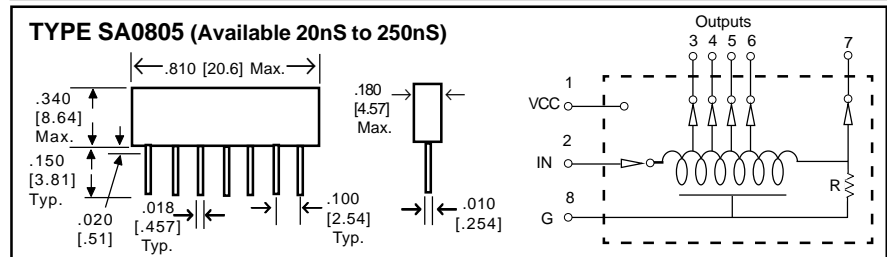 TYPE SA0805 (Available 20nS to 250nS)
.810 [20.6] Max.
.340
[8.64]
Max.
.150
[3.81]
Typ.
.020
[.51]
.018
[.457]
Typ.
.100
[2.54]
Typ.
.180
[4.57]
Max.
.010
[.254]
Outputs
3 4 5 6 7
1
VCC
2
IN
8
G
R